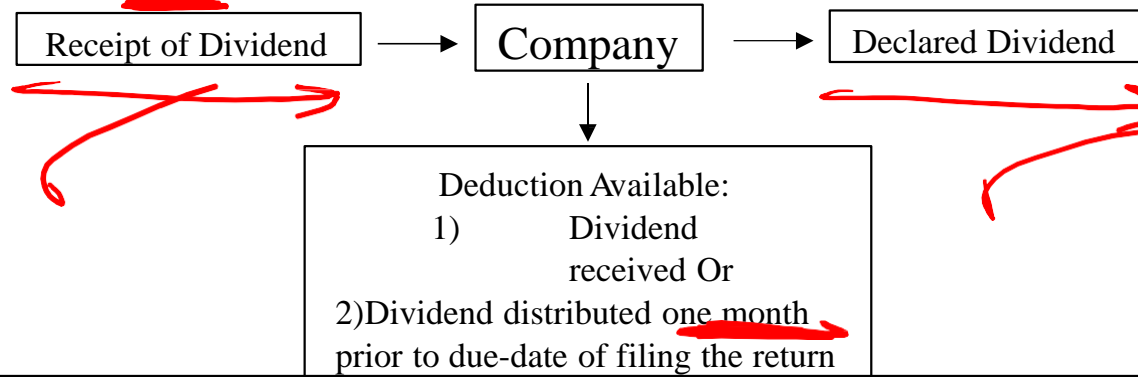 Receipt of Dividend
Company
Declared Dividend
Deduction Available:
1) Dividend
received Or
2)Dividend distributed one month
prior to due-date of filing the return